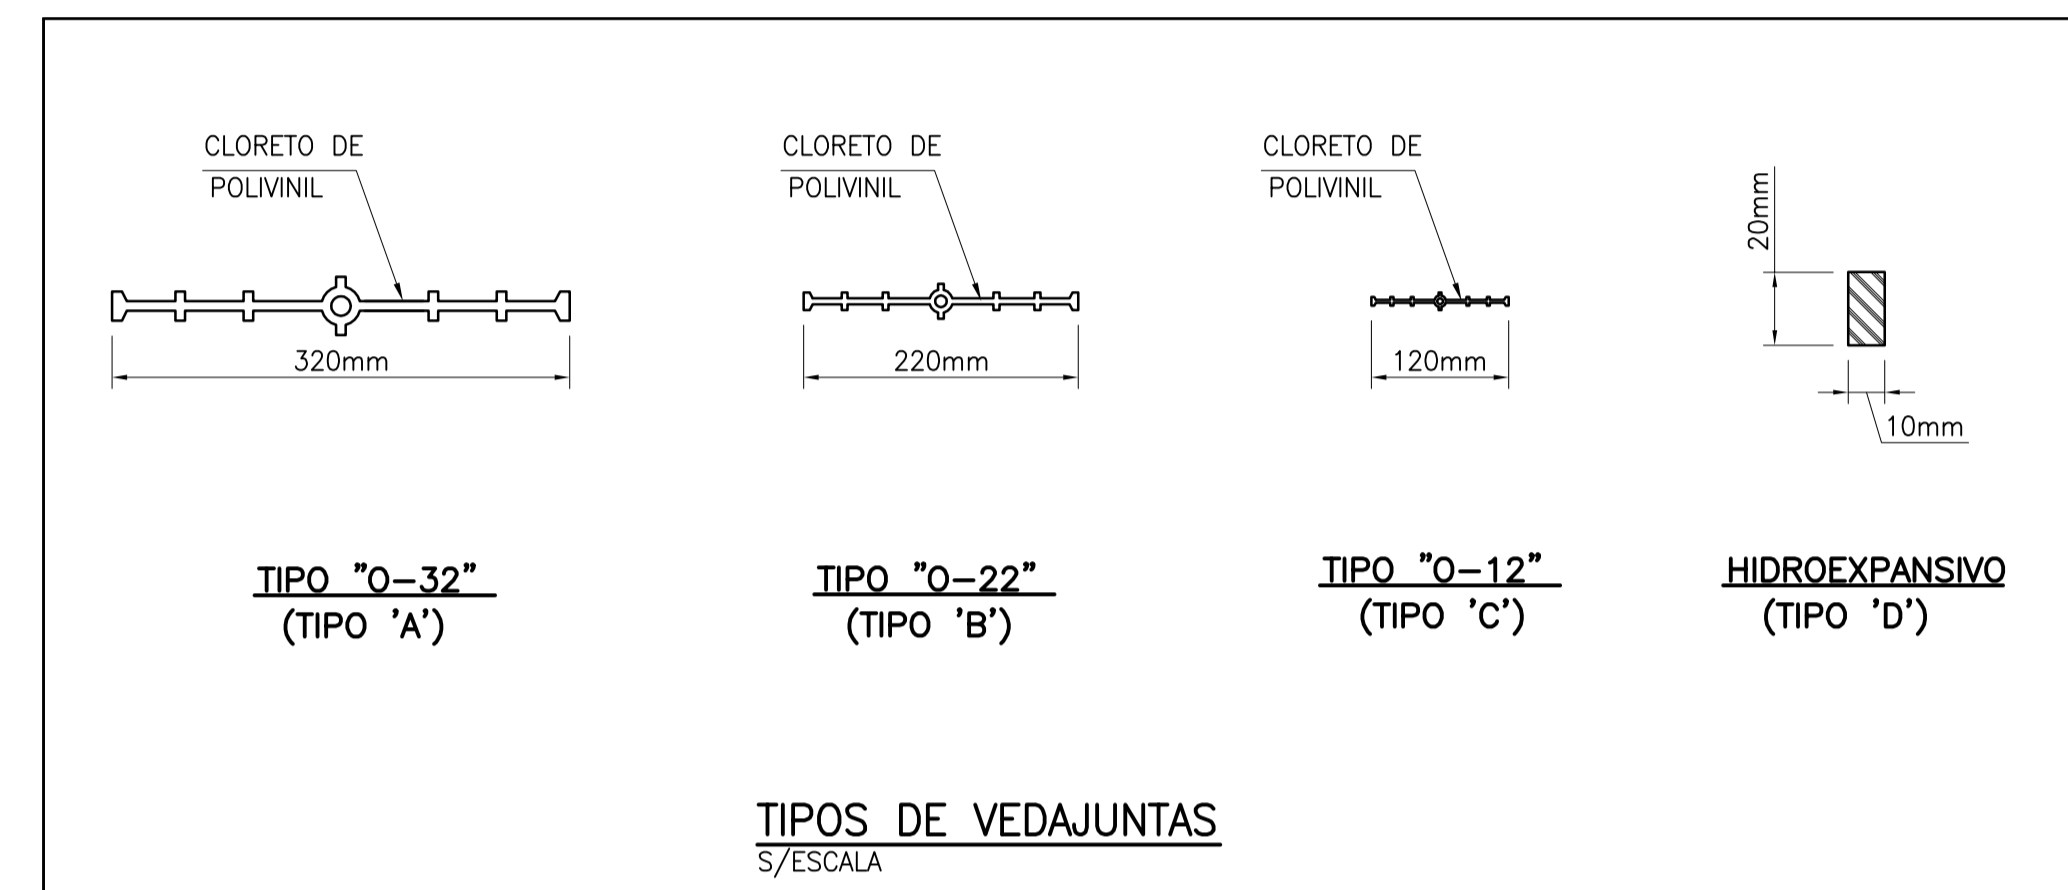 CLORETO DE
POLIVINIL
320mm
TIPO "O-32"
(TIPO 'A')
CLORETO DE
POLIVINIL
220mm
TIPO "O-22"
(TIPO 'B')
CLORETO DE
POLIVINIL
120mm
TIPO "O-12"
(TIPO 'C')
20mm
10mm
HIDROEXPANSIVO
(TIPO 'D')
TIPOS DE VEDAJUNTAS
S/ESCALA